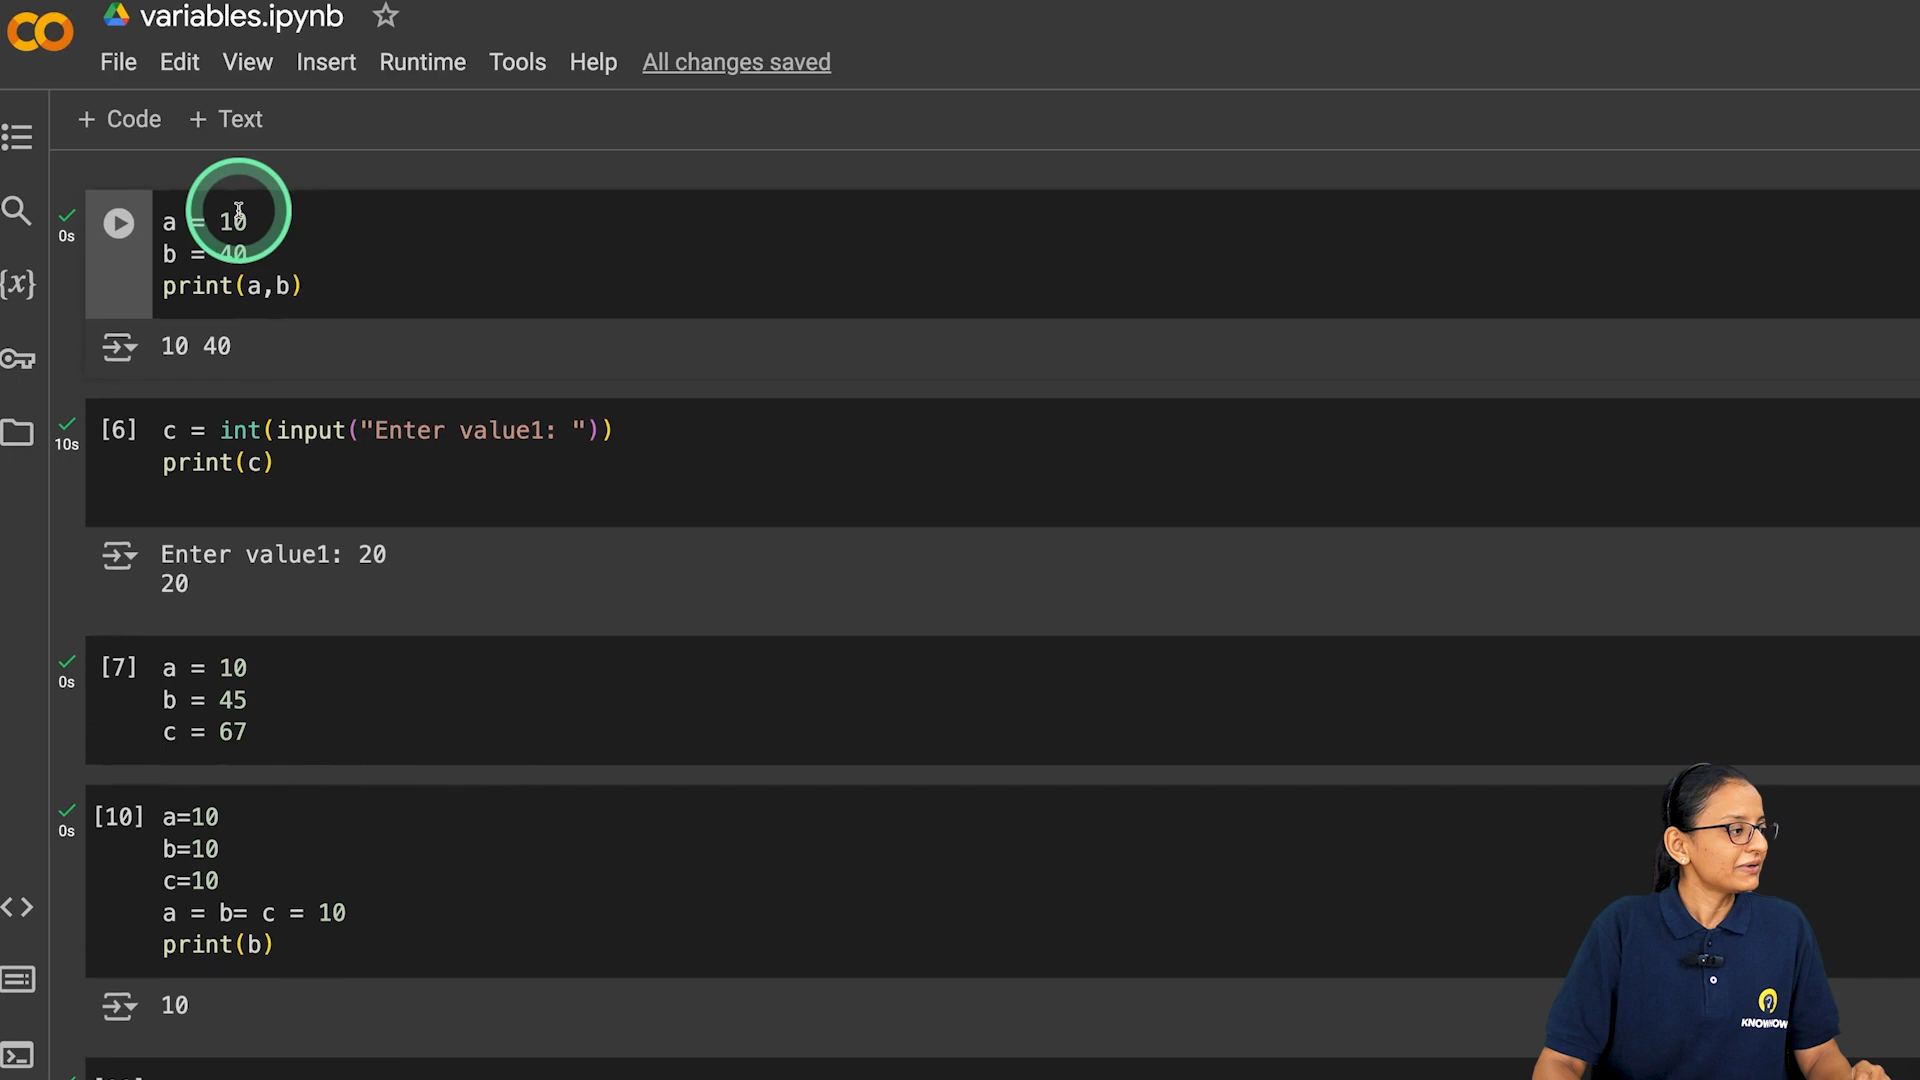 variables.ipynb
File Edit View Insert Runtime Tools Help All changes saved
+ Code + Text
0s
a = 10
b = 40
print(a,b)
10 40
10s
[6] c = int(input("Enter value1: "))
print(c)
Enter value1: 20
20
0s
[7] a = 10
b = 45
c = 67
0s
[10] a=10
b=10
c=10
a = b= c = 10
print(b)
10
{x}
KNOWHOW